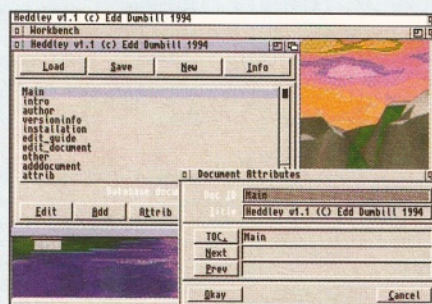 Heddley v1.1 (c) Edd Dumbill 1994
Workbench
Heddley v1.1 (c) Edd Dumbill 1994
Load Save New Info
Main
intro
author
versioninfo
installation
edit_guide
edit_document
other
adddocument
attrib
Database docu
Edit Add Attrib
Document Attributes
Doc ID Main
Title Heddley v1.1 (C) Edd Dumbill 1994
TOC. Main
Next
Prev
Okay Cancel